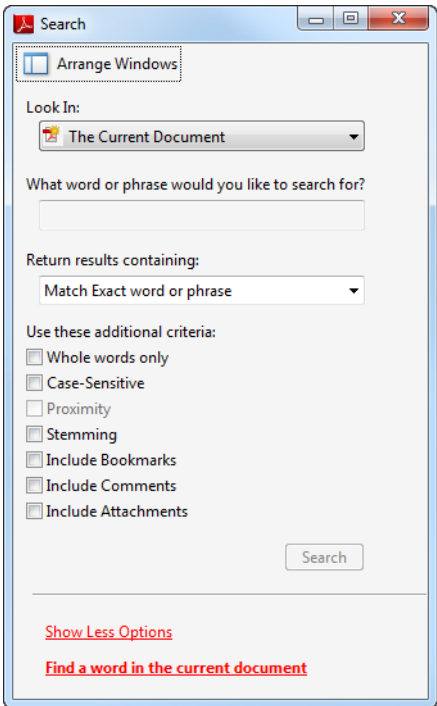 Search
Arrange Windows
Look In:
The Current Document
What word or phrase would you like to search for?
Return results containing:
Match Exact word or phrase
Use these additional criteria:
Whole words only
Case-Sensitive
Proximity
Stemming
Include Bookmarks
Include Comments
Include Attachments
Search
Show Less Options
Find a word in the current document